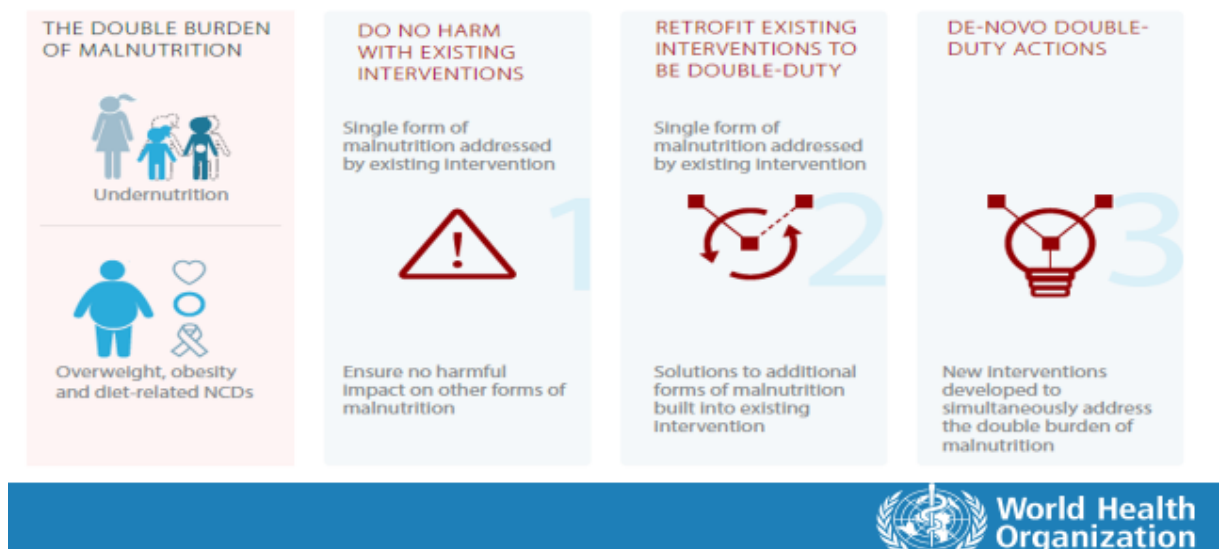 THE DOUBLE BURDEN
OF MALNUTRITION
Undernutrition
Overweight, obesity
and diet-related NCDs
DO NO HARM
WITH EXISTING
INTERVENTIONS
Single form of
malnutrition addressed
by existing intervention
1
Ensure no harmful
impact on other forms of
malnutrition
RETROFIT EXISTING
INTERVENTIONS TO
BE DOUBLE-DUTY
Single form of
malnutrition addressed
by existing intervention
2
Solutions to additional
forms of malnutrition
built into existing
intervention
DE-NOVO DOUBLE-
DUTY ACTIONS
3
New interventions
developed to
simultaneously address
the double burden of
malnutrition
World Health
Organization